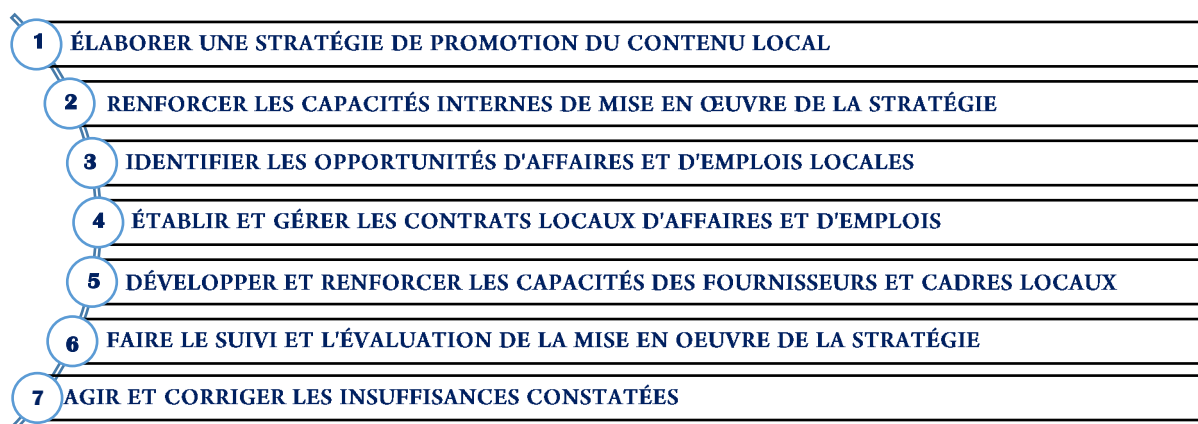 1 ÉLABORER UNE STRATÉGIE DE PROMOTION DU CONTENU LOCAL
2 RENFORCER LES CAPACITÉS INTERNES DE MISE EN ŒUVRE DE LA STRATÉGIE
3 IDENTIFIER LES OPPORTUNITÉS D'AFFAIRES ET D'EMPLOIS LOCALES
4 ÉTABLIR ET GÉRER LES CONTRATS LOCAUX D'AFFAIRES ET D'EMPLOIS
5 DÉVELOPPER ET RENFORCER LES CAPACITÉS DES FOURNISSEURS ET CADRES LOCAUX
6 FAIRE LE SUIVI ET L'ÉVALUATION DE LA MISE EN OEUVRE DE LA STRATÉGIE
7 AGIR ET CORRIGER LES INSUFFISANCES CONSTATÉES